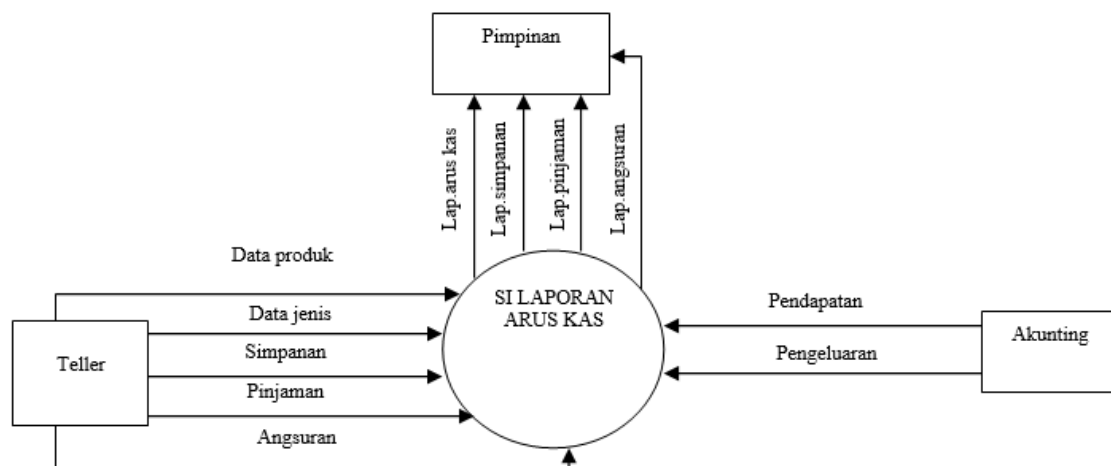 Pimpinan
Lap.arus kas
Lap.simpanan
Lap.pinjaman
Lap.angsuran
Data produk
SI LAPORAN
ARUS KAS
Data jenis
Pendapatan
Simpanan
Pengeluaran
Akunting
Teller
Pinjaman
Angsuran